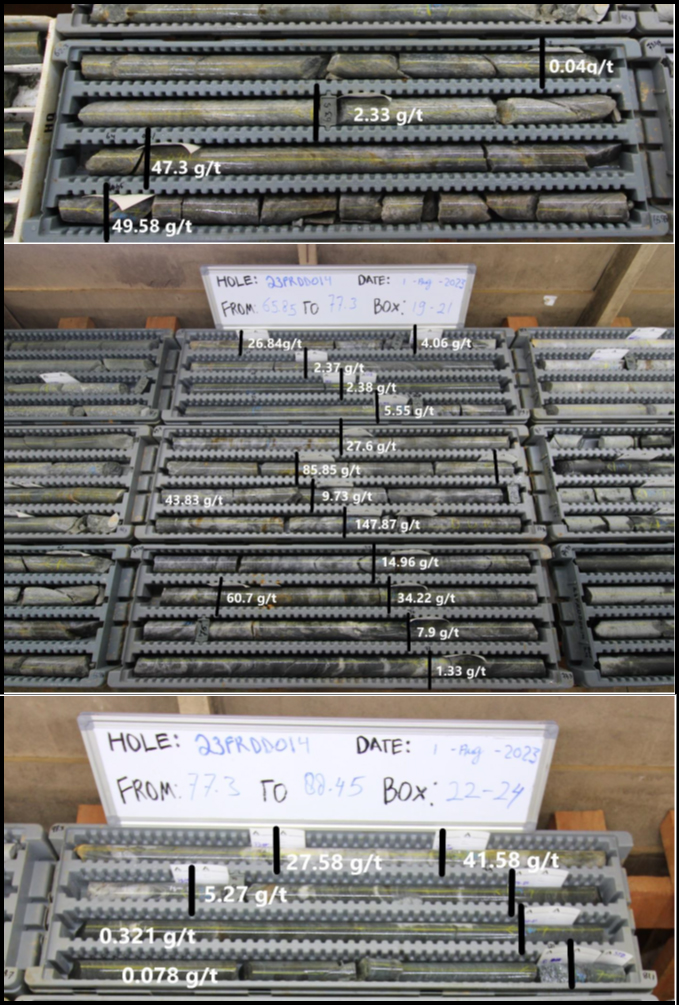 0.04g/t
2.33 g/t
47.3 g/t
49.58 g/t
HOLE: 23PRDD014 DATE: 1 - Aug - 2023
FROM: 65.85 TO 77.3 BOX: 19-21
26.84g/t 4.06 g/t
2.37 g/t
2.38 g/t
5.55 g/t
27.6 g/t
85.85 g/t
43.83 g/t 9.73 g/t
147.87 g/t
14.96 g/t
60.7 g/t 34.22 g/t
7.9 g/t
1.33 g/t
HOLE: 23PRDD014 DATE: 1 - Aug - 2023
FROM: 77.3 TO 88.45 BOX: 22-24
27.58 g/t 41.58 g/t
5.27 g/t
0.321 g/t
0.078 g/t